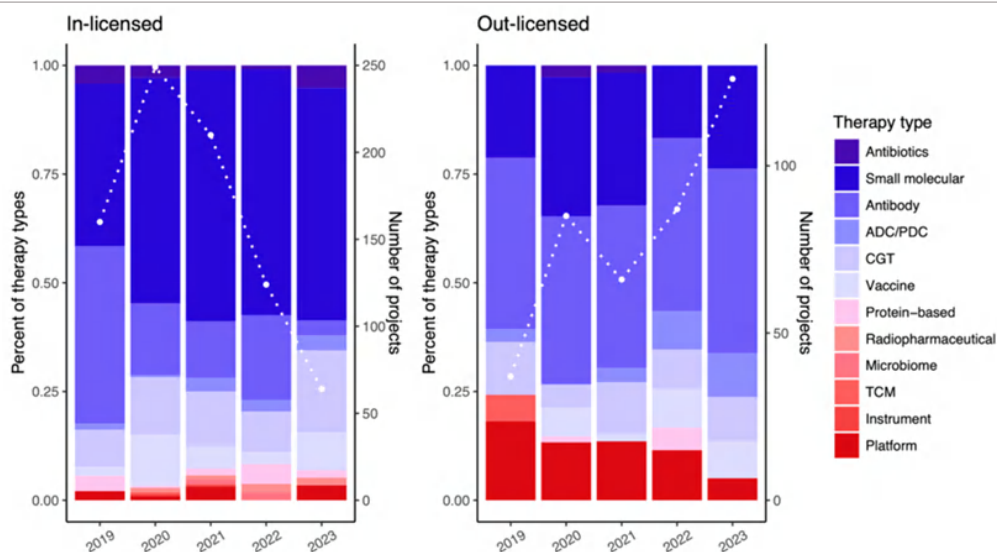 In-licensed
Percent of therapy types
1.00
0.75
0.50
0.25
0.00
250
200
150
100
50
0
Number of projects
2019
2020
2021
2022
2023
Out-licensed
Percent of therapy types
1.00
0.75
0.50
0.25
0.00
100
50
0
Number of projects
2019
2020
2021
2022
2023
Therapy type
Antibiotics
Small molecular
Antibody
ADC/PDC
CGT
Vaccine
Protein−based
Radiopharmaceutical
Microbiome
TCM
Instrument
Platform